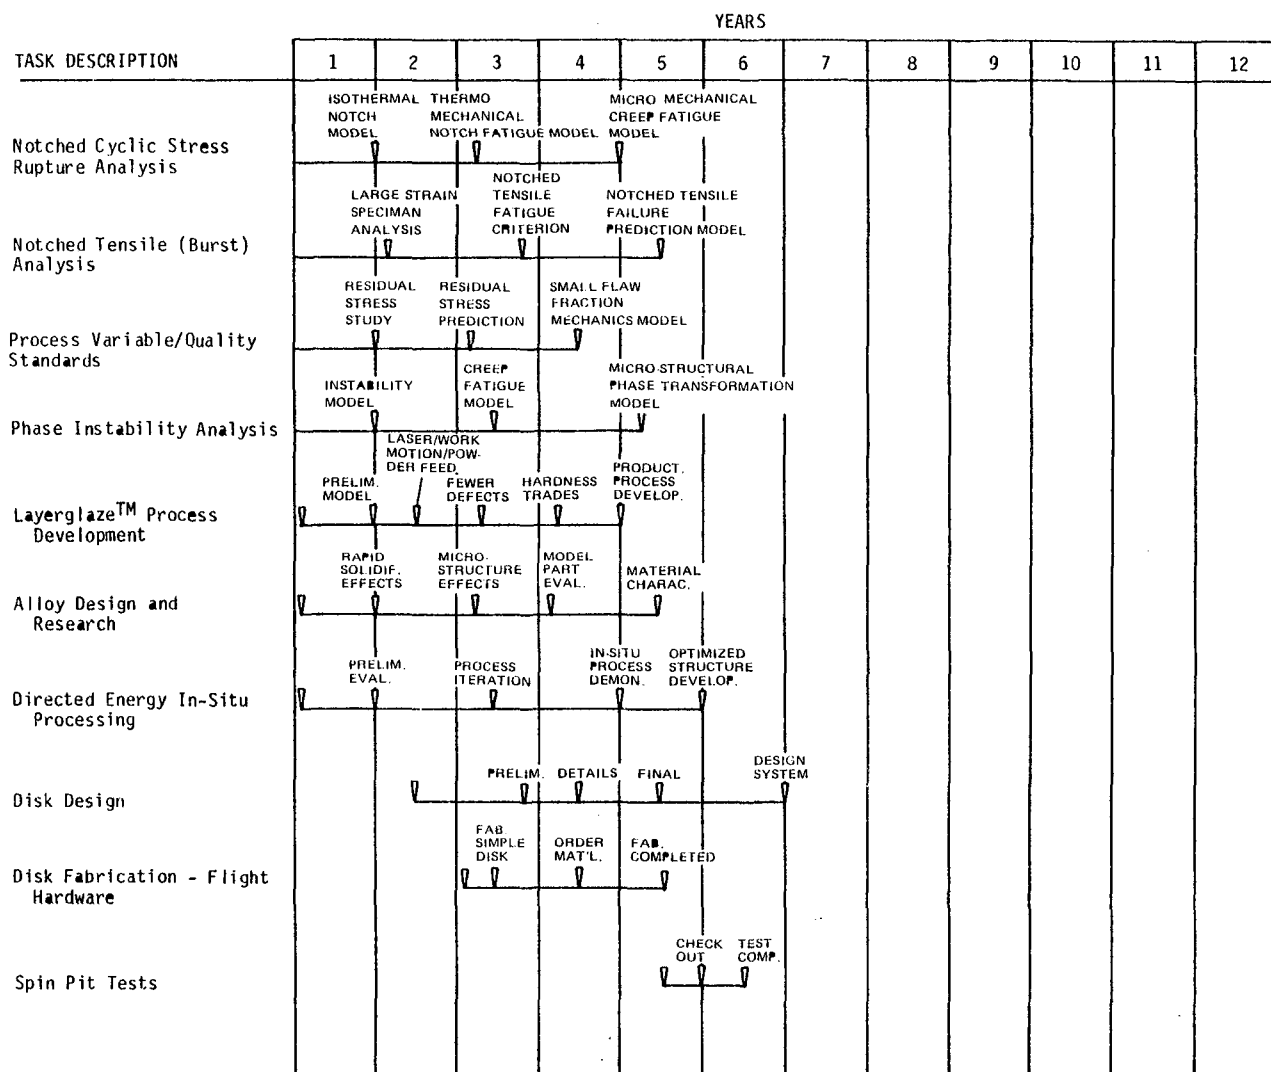 YEARS
TASK DESCRIPTION 1 2 3 4 5 6 7 8 9 10 11 12
ISOTHERMAL
NOTCH
MODEL
THERMO
MECHANICAL
NOTCH FATIGUE MODEL
MICRO MECHANICAL
CREEP FATIGUE
MODEL
Notched Cyclic Stress
Rupture Analysis
LARGE STRAIN
SPECIMAN
ANALYSIS
NOTCHED
TENSILE
FATIGUE
CRITERION
NOTCHED TENSILE
FAILURE
PREDICTION MODEL
Notched Tensile (Burst)
Analysis
RESIDUAL
STRESS
STUDY
RESIDUAL
STRESS
PREDICTION
SMALL FLAW
FRACTION
MECHANICS MODEL
Process Variable/Quality
Standards
INSTABILITY
MODEL
CREEP
FATIGUE
MODEL
MICRO-STRUCTURAL
PHASE TRANSFORMATION
MODEL
Phase Instability Analysis
PRELIM.
MODEL
LASER/WORK
MOTION/POW-
DER FEED
FEWER
DEFECTS
HARDNESS
TRADES
PRODUCT.
PROCESS
DEVELOP.
Layerglaze™ Process
Development
RAPID
SOLIDIF.
EFFECTS
MICRO-
STRUCTURE
EFFECTS
MODEL
PART
EVAL.
MATERIAL
CHARAC.
Alloy Design and
Research
PRELIM.
EVAL.
PROCESS
ITERATION
IN-SITU
PROCESS
DEMON.
OPTIMIZED
STRUCTURE
DEVELOP.
Directed Energy In-Situ
Processing
PRELIM.
DETAILS
FINAL
DESIGN
SYSTEM
Disk Design
FAB.
SIMPLE
DISK
ORDER
MAT'L.
FAB.
COMPLETED
Disk Fabrication - Flight
Hardware
CHECK
OUT
TEST
COMP.
Spin Pit Tests